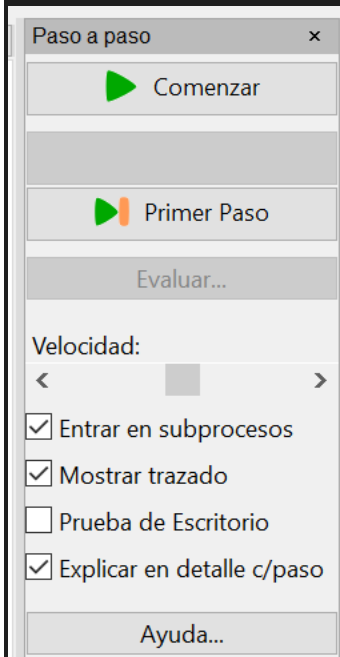 Paso a paso
Comenzar
Primer Paso
Evaluar...
Velocidad:
Entrar en subprocesos
Mostrar trazado
Prueba de Escritorio
Explicar en detalle c/paso
Ayuda...